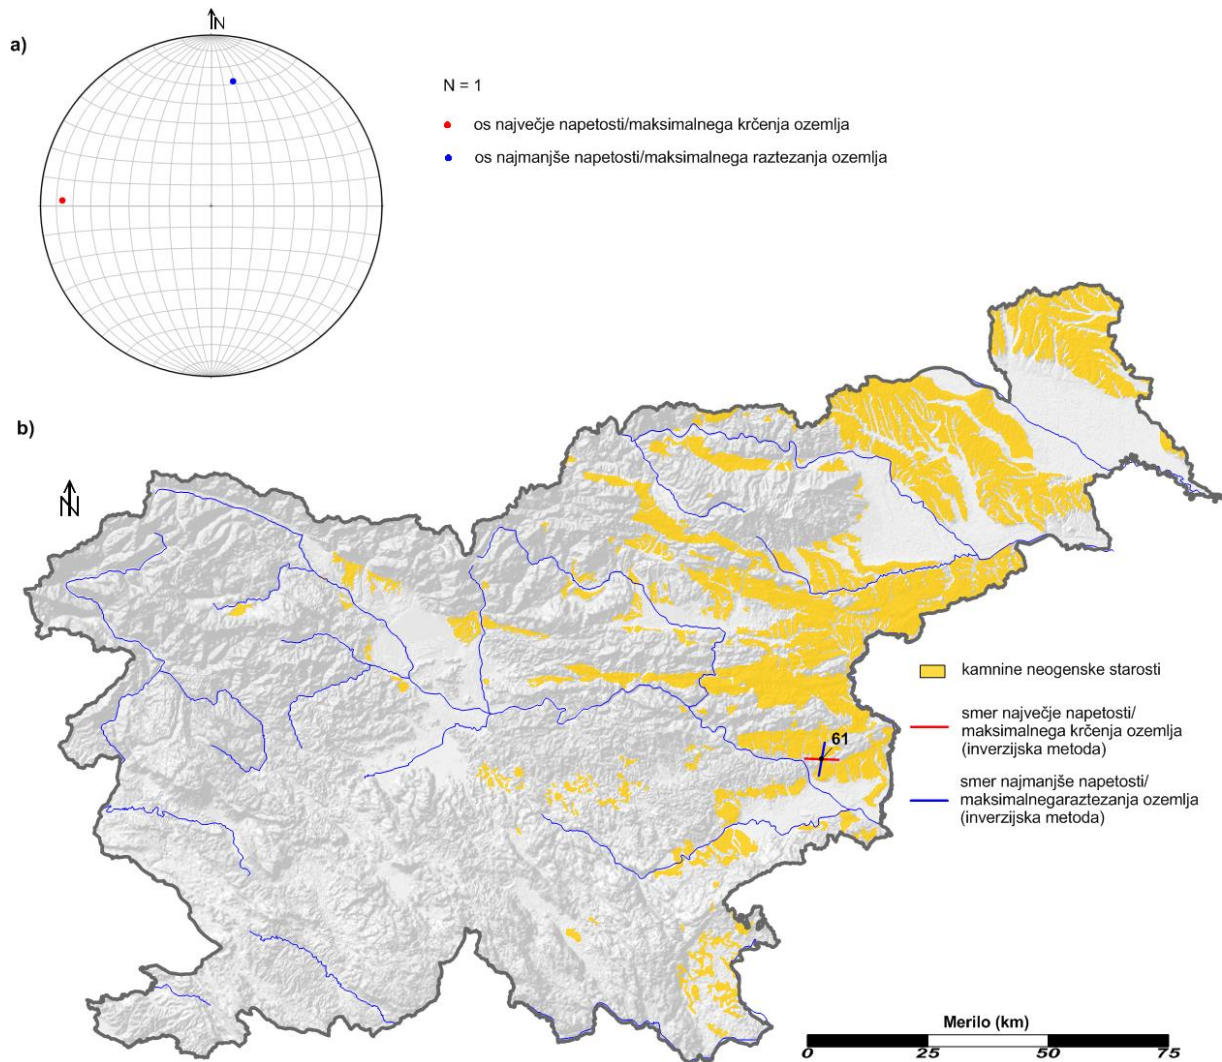 N
a)
N = 1
os največje napetosti/maksimalnega krčenja ozemlja
os najmanjše napetosti/maksimalnega raztezanja ozemlja
b)
N
kamnine neogenske starosti
smer največje napetosti/
maksimalnega krčenja ozemlja
(inverzijska metoda)
61
smer najmanjše napetosti/
maksimalnegaraztezanja ozemlja
(inverzijska metoda)
Merilo (km)
0 25 50 75